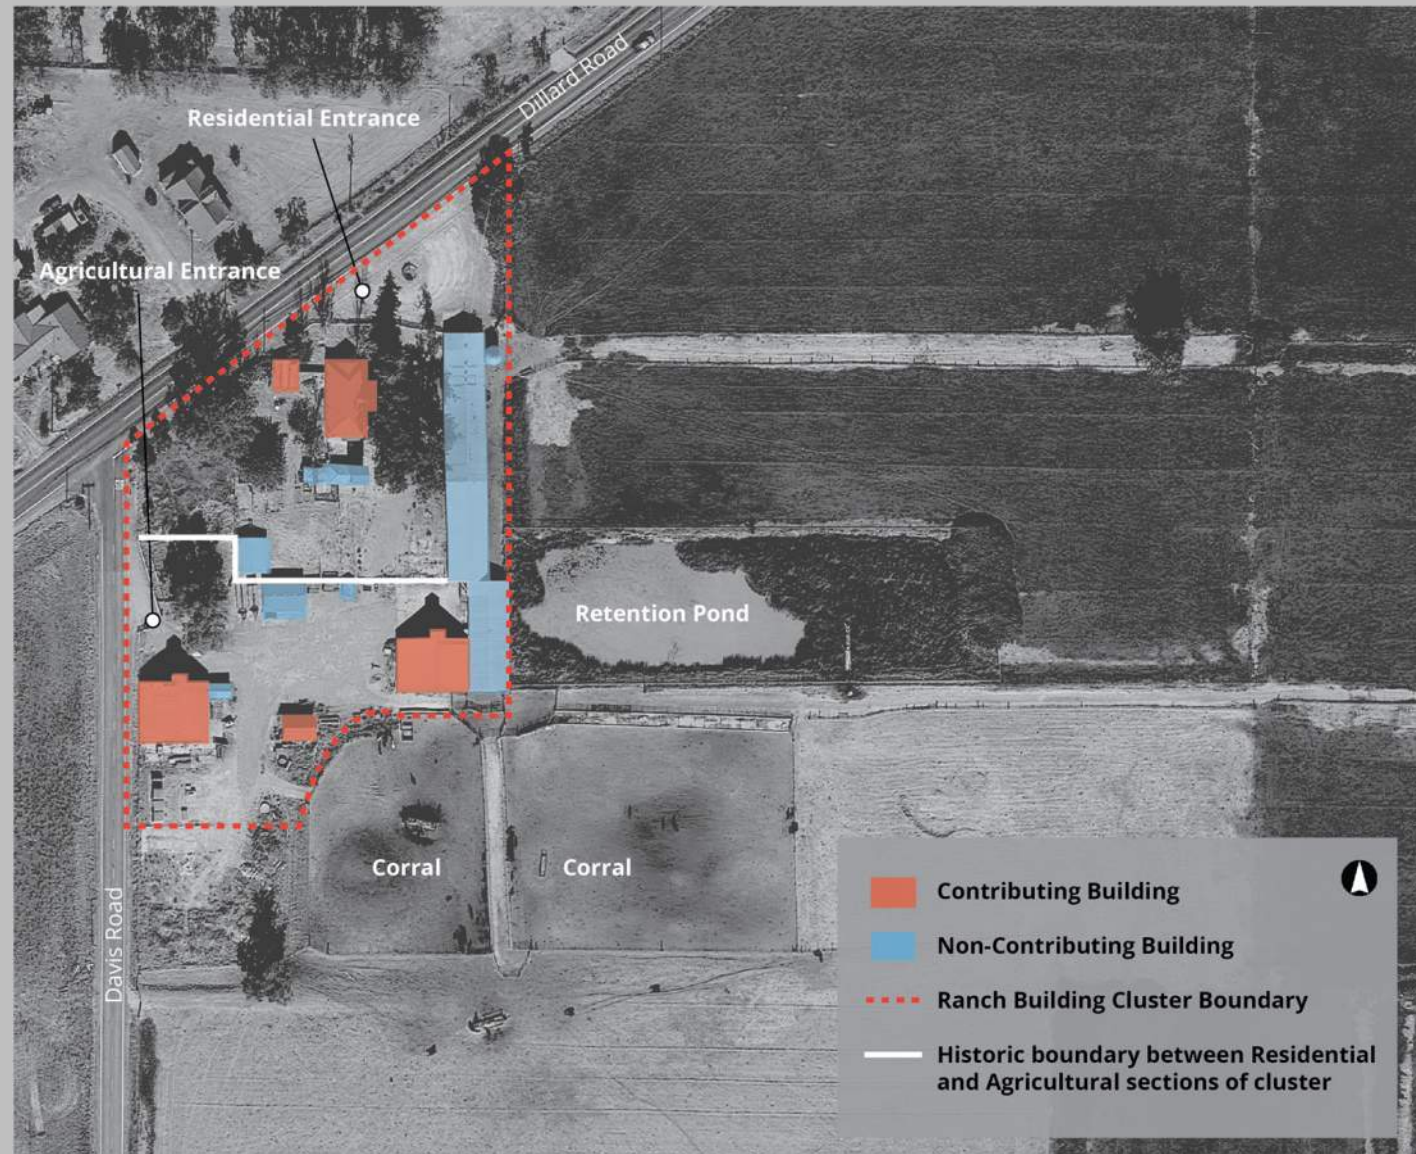 Dillard Road
Residential Entrance
Agricultural Entrance
Retention Pond
Corral
Corral
Davis Road
Contributing Building
Non-Contributing Building
Ranch Building Cluster Boundary
Historic boundary between Residential
and Agricultural sections of cluster